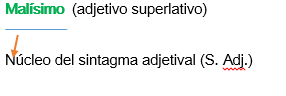 Malísimo (adjetivo superlativo)
Núcleo del sintagma adjetival (S. Adj.)